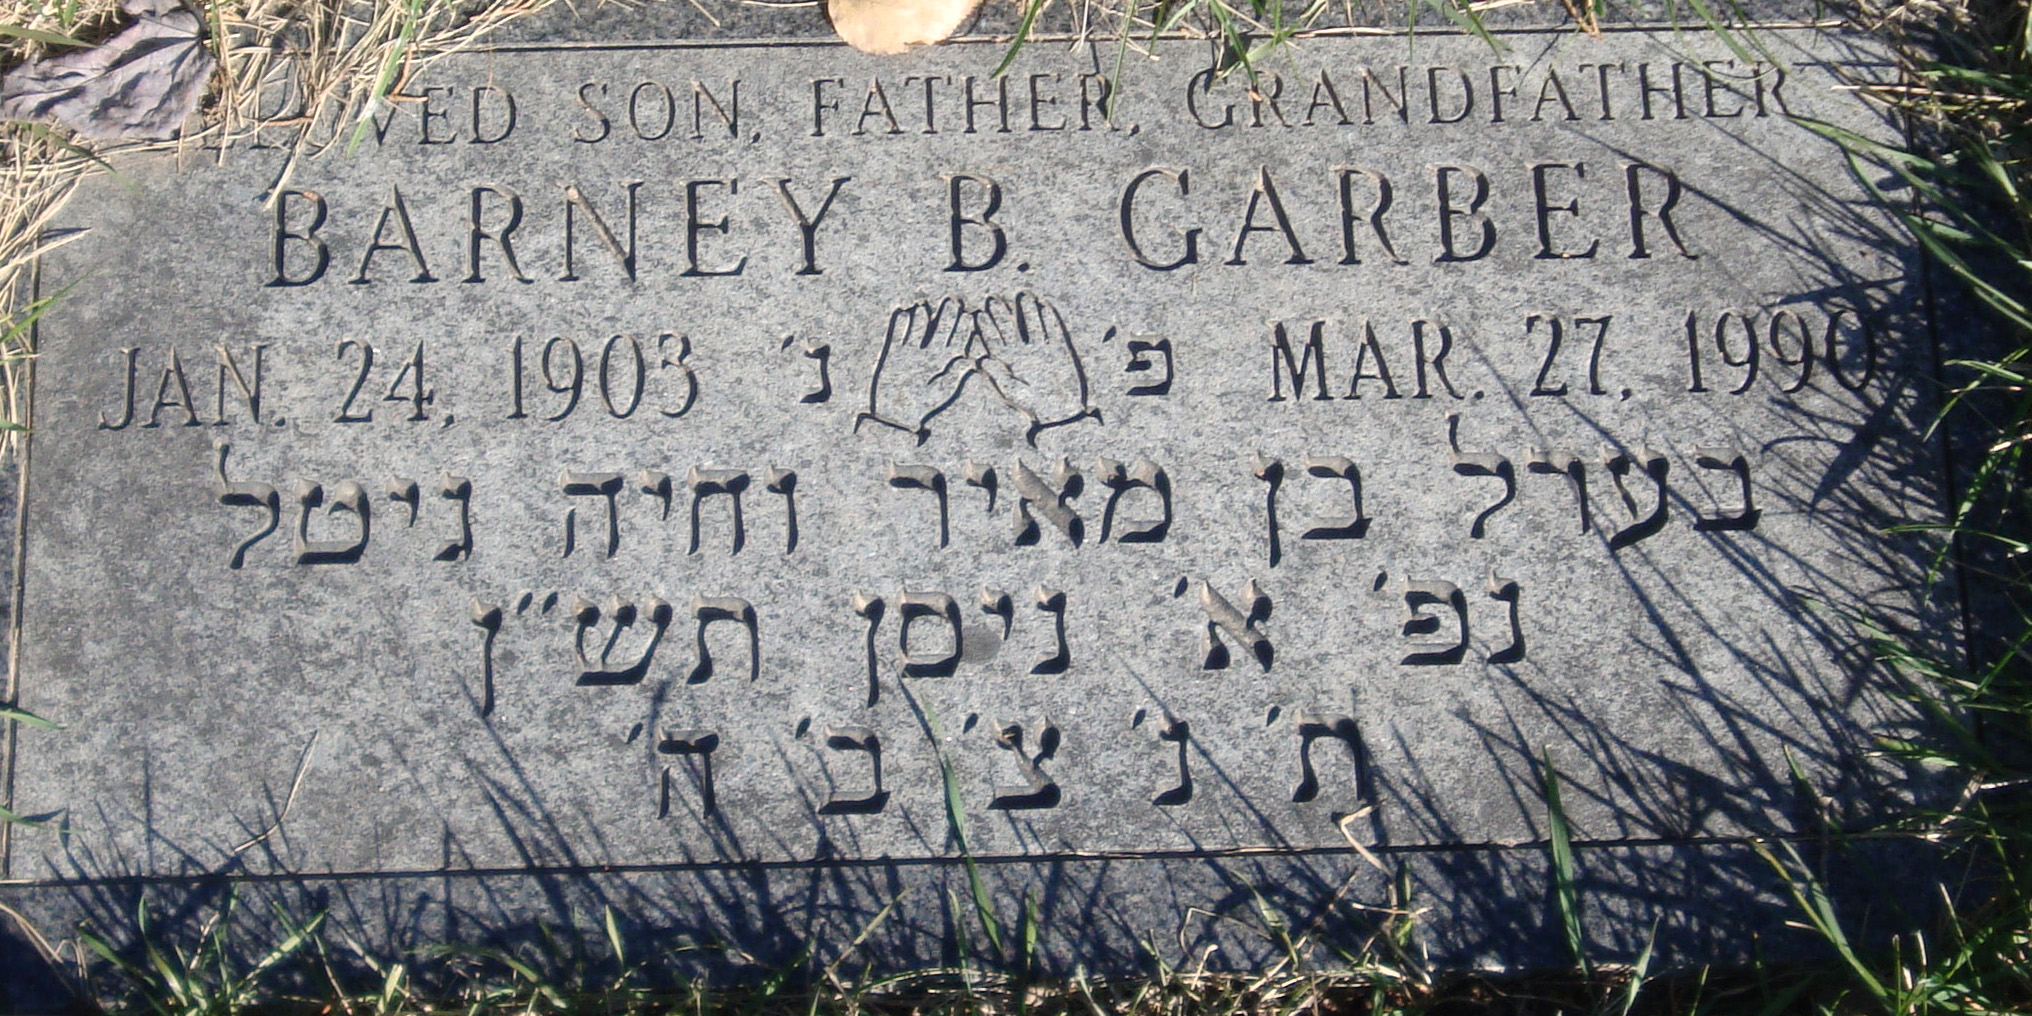 BELOVED SON, FATHER, GRANDFATHER
BARNEY B. GARBER
JAN. 24, 1903 פ' נ' MAR. 27, 1990
בערל בן מאיר וחיה ניטל
נפ' א' ניסן תש"ן
ת' נ' צ' ב' ה'